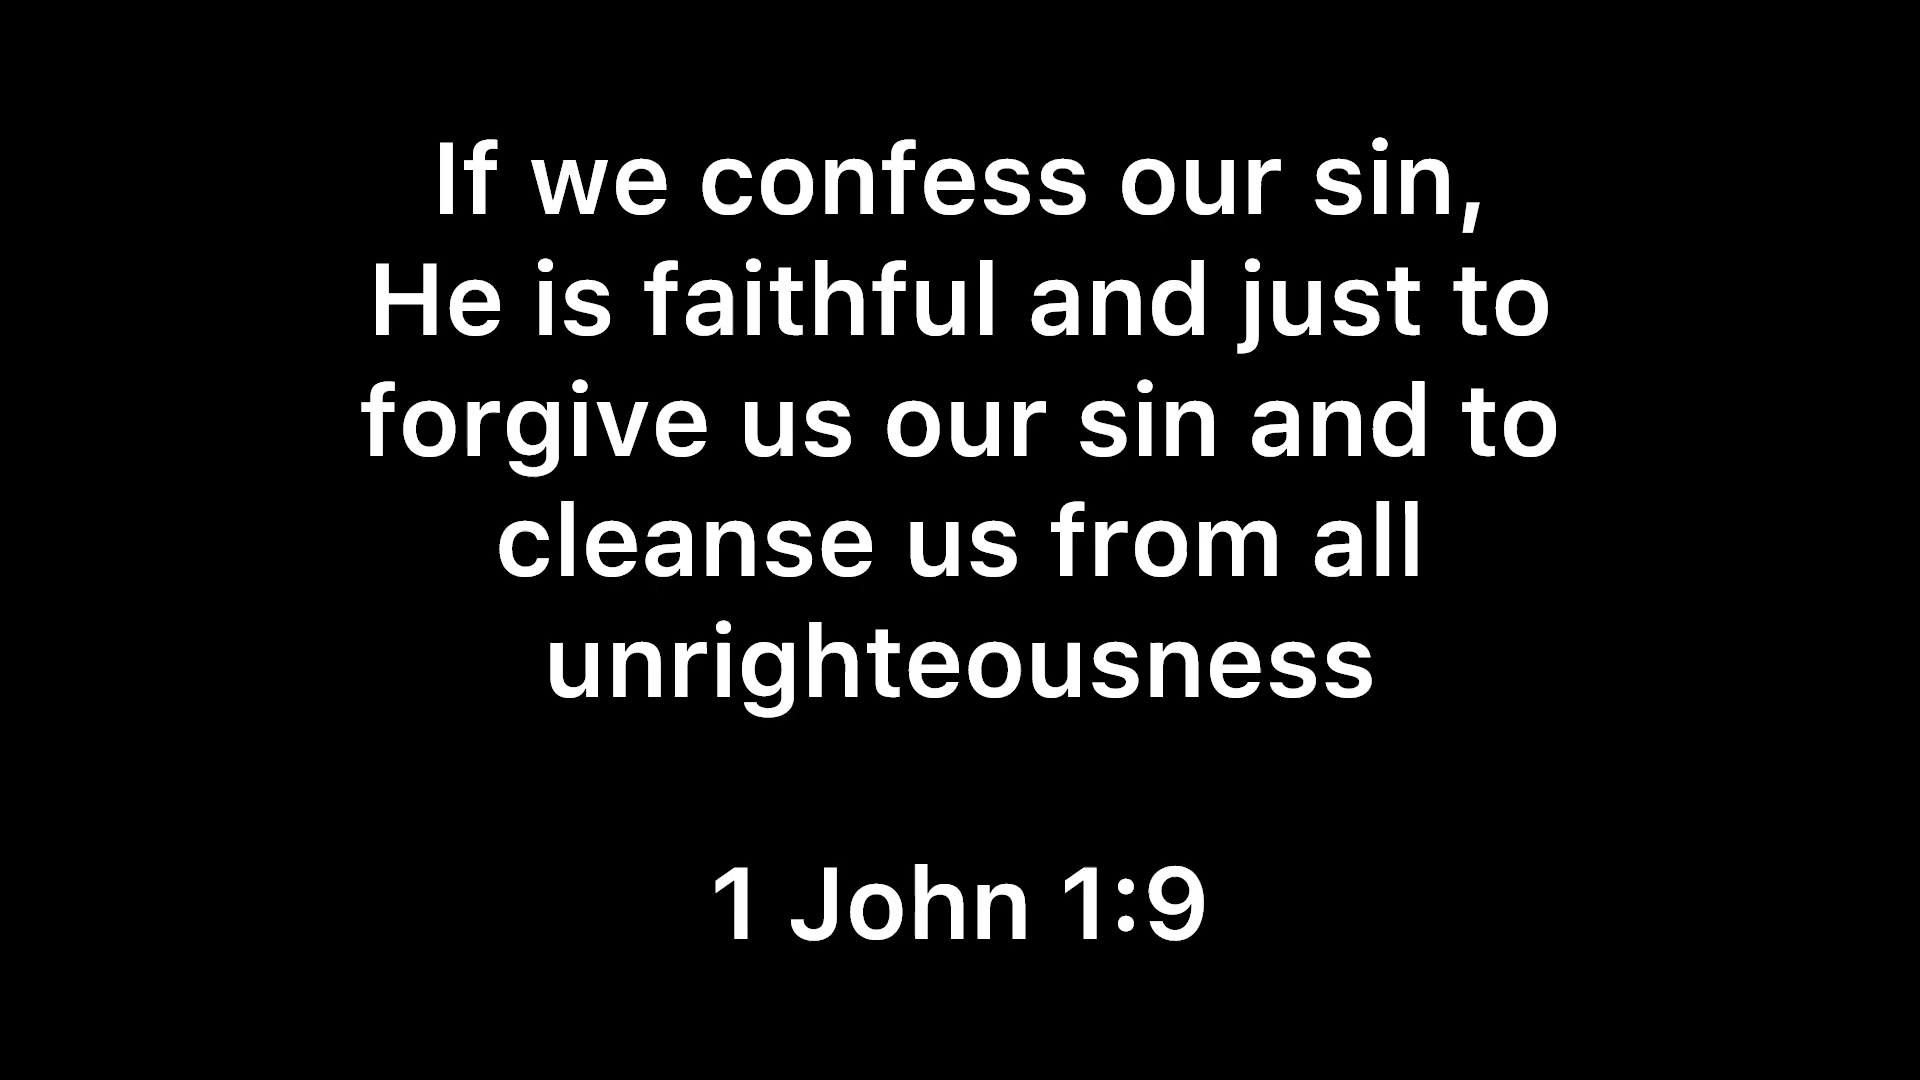 If we confess our sin,
He is faithful and just to
forgive us our sin and to
cleanse us from all
unrighteousness
1 John 1:9